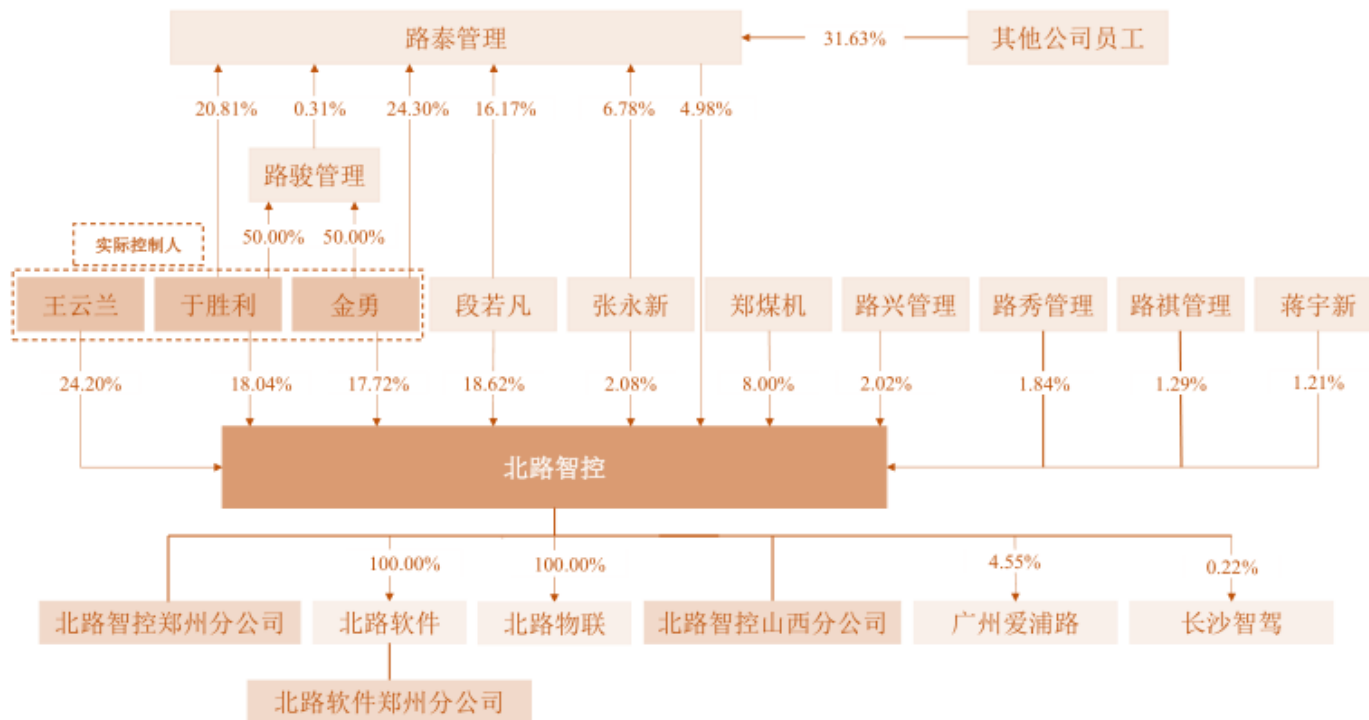 路泰管理
31.63%
其他公司员工
20.81%
0.31%
24.30%
16.17%
6.78%
4.98%
路骏管理
50.00%
50.00%
实际控制人
王云兰
于胜利
金勇
段若凡
张永新
郑煤机
路兴管理
路秀管理
路祺管理
蒋宇新
24.20%
18.04%
17.72%
18.62%
2.08%
8.00%
2.02%
1.84%
1.29%
1.21%
北路智控
100.00%
100.00%
4.55%
0.22%
北路智控郑州分公司
北路软件
北路物联
北路智控山西分公司
广州爱浦路
长沙智驾
北路软件郑州分公司